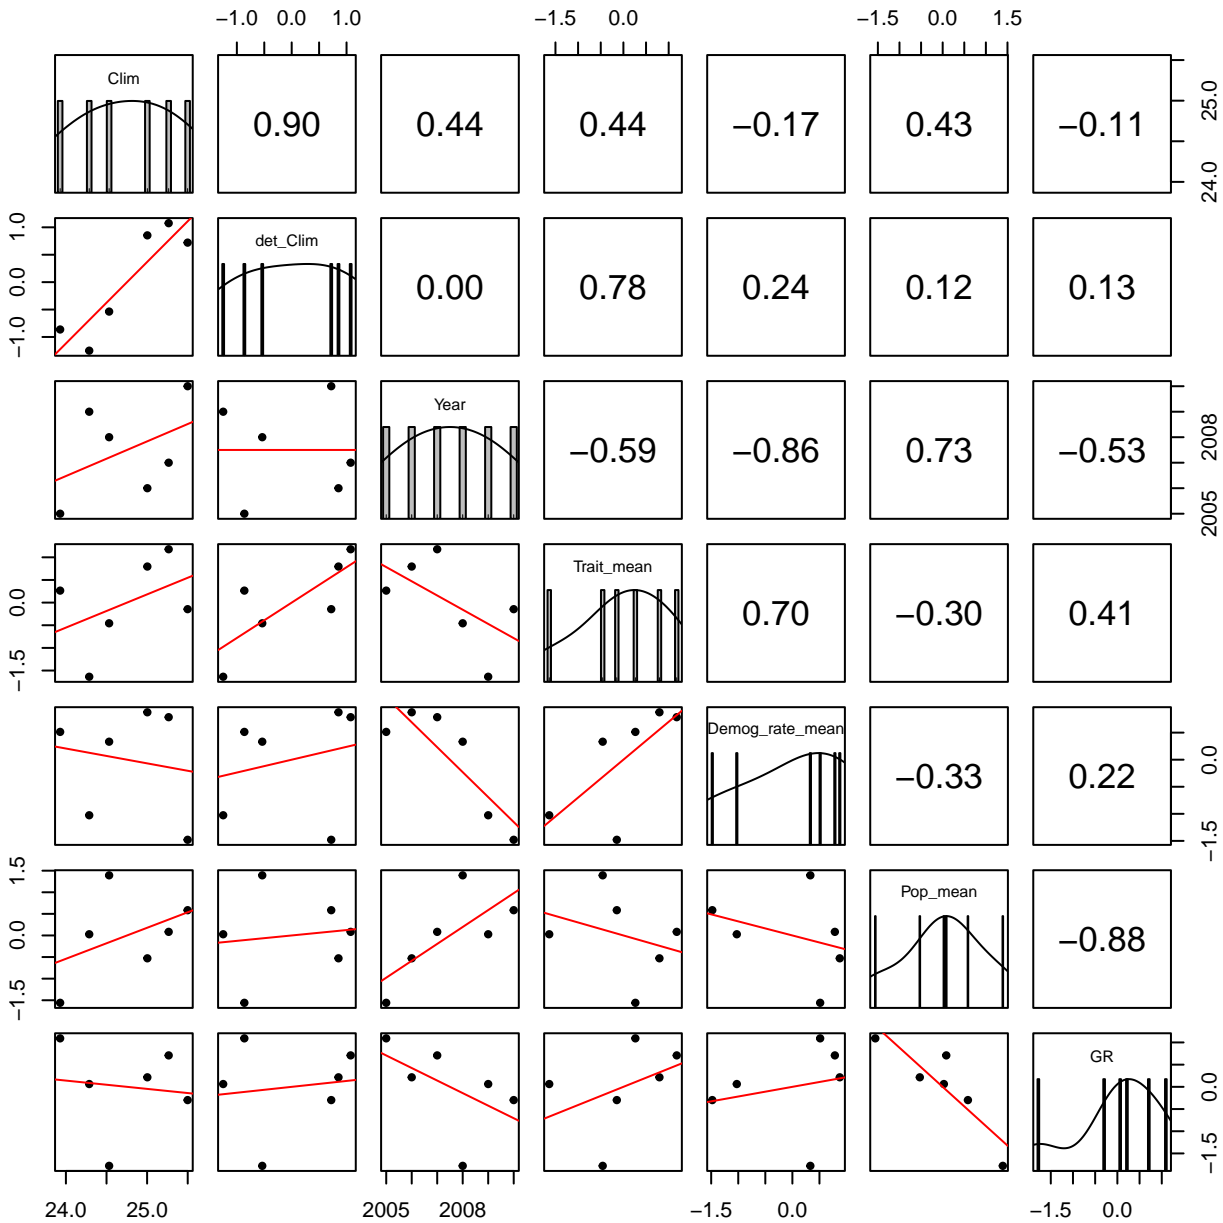 −1.0 0.0 1.0 −1.5 0.0 −1.5 0.0 1.5
Clim 0.90 0.44 0.44 −0.17 0.43 −0.11 24.0 25.0
−1.0 0.0 1.0 det_Clim 0.00 0.78 0.24 0.12 0.13
Year −0.59 −0.86 0.73 −0.53 2005 2008
−1.5 0.0 Trait_mean 0.70 −0.30 0.41
Demog_rate_mean −0.33 0.22 −1.5 0.0
−1.5 0.0 1.5 Pop_mean −0.88
GR −1.5 0.0
24.0 25.0 2005 2008 −1.5 0.0 −1.5 0.0